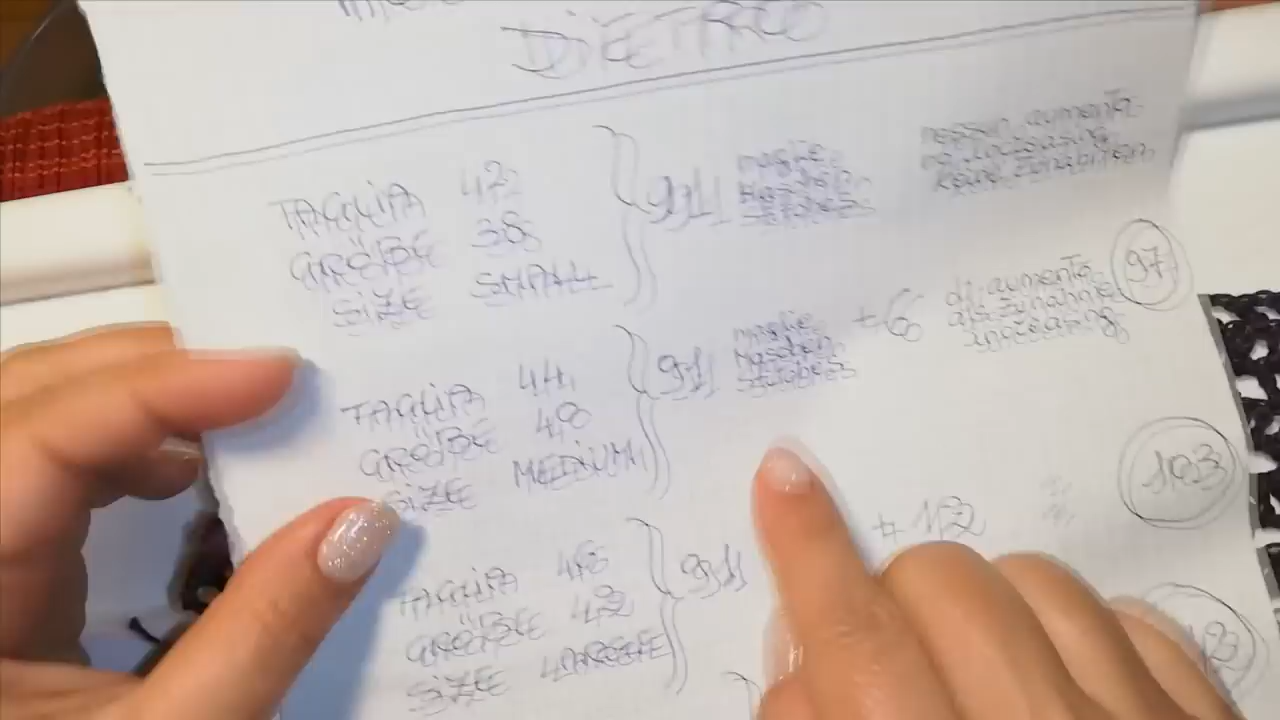 DIETRO
TAGLIA 42
GRÖßE 38
SIZE SMALL
91
maglie
Maschen
stitches
nessun aumento
no increasing
keine Zunahmen
TAGLIA 44
GRÖßE 40
SIZE MEDIUM
91
maglie
Maschen
stitches
+ 6
di aumento
als Zunahme
increasing
97
TAGLIA 46
GRÖßE 42
SIZE LARGE
91
+ 12
103